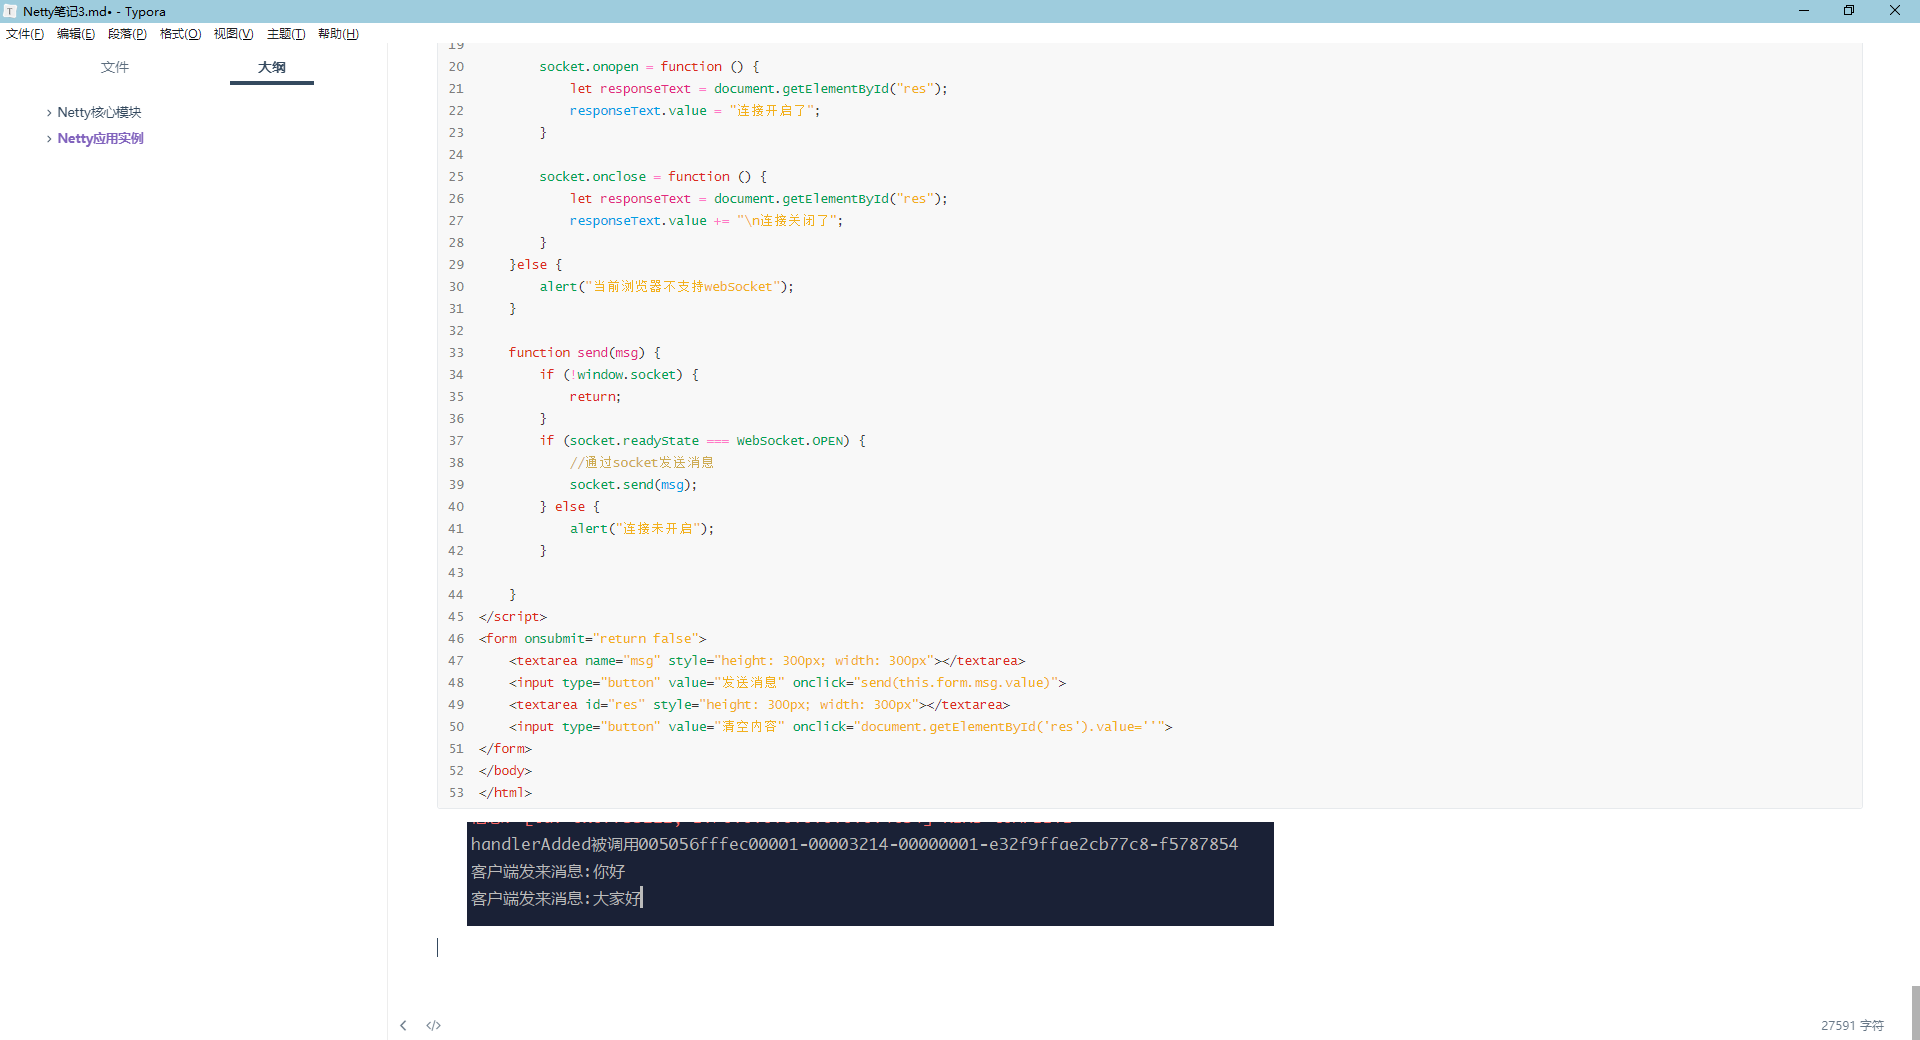 Netty笔记3.md• - Typora
文件(F) 编辑(E) 段落(P) 格式(O) 视图(V) 主题(T) 帮助(H)
文件 大纲
Netty核心模块
Netty应用实例
19
20 socket.onopen = function () {
21 let responseText = document.getElementById("res");
22 responseText.value = "连接开启了";
23 }
24
25 socket.onclose = function () {
26 let responseText = document.getElementById("res");
27 responseText.value += "\n连接关闭了";
28 }
29 }else {
30 alert("当前浏览器不支持webSocket");
31 }
32
33 function send(msg) {
34 if (!window.socket) {
35 return;
36 }
37 if (socket.readyState === WebSocket.OPEN) {
38 //通过socket发送消息
39 socket.send(msg);
40 } else {
41 alert("连接未开启");
42 }
43
44 }
45 </script>
46 <form onsubmit="return false">
47 <textarea name="msg" style="height: 300px; width: 300px"></textarea>
48 <input type="button" value="发送消息" onclick="send(this.form.msg.value)">
49 <textarea id="res" style="height: 300px; width: 300px"></textarea>
50 <input type="button" value="清空内容" onclick="document.getElementById('res').value=''">
51 </form>
52 </body>
53 </html>
handlerAdded被调用005056fffec00001-00003214-00000001-e32f9ffae2cb77c8-f5787854
客户端发来消息:你好
客户端发来消息:大家好
27591 字符